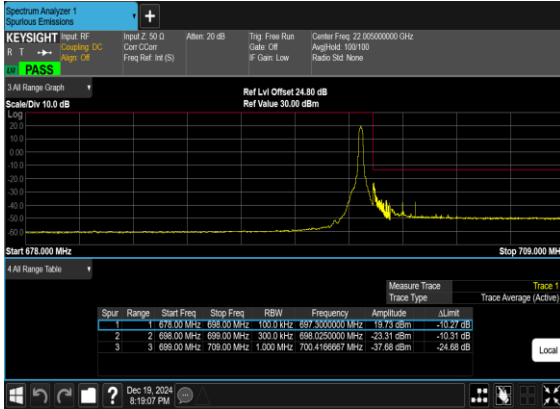 Spectrum Analyzer 1
Spurious Emissions
+
KEYSIGHT Input: RF Input Z: 50 Ω Atten: 20 dB Trig: Free Run Center Freq: 22.005000000 GHz
R T Coupling: DC Corr CCorr Gate: Off Avg|Hold: 100/100
Align: Off Freq Ref: Int (S) IF Gain: Low Radio Std: None
PASS
3 All Range Graph
Ref Lvl Offset 24.80 dB
Scale/Div 10.0 dB Ref Value 30.00 dBm
Log
20.0
10.0
0.00
-10.0
-20.0
-30.0
-40.0
-50.0
-60.0
Start 678.000 MHz Stop 709.000 MH
4 All Range Table
Measure Trace Trace 1
Trace Type Trace Average (Active)
Spur Range Start Freq Stop Freq RBW Frequency Amplitude ΔLimit
1 1 678.00 MHz 698.00 MHz 100.0 kHz 697.3000000 MHz 19.73 dBm -10.27 dB
2 2 698.00 MHz 699.00 MHz 300.0 kHz 698.0250000 MHz -23.31 dBm -10.31 dB
3 3 699.00 MHz 709.00 MHz 1.000 MHz 700.4166667 MHz -37.68 dBm -24.68 dB
Local
?
Dec 19, 2024
8:19:07 PM